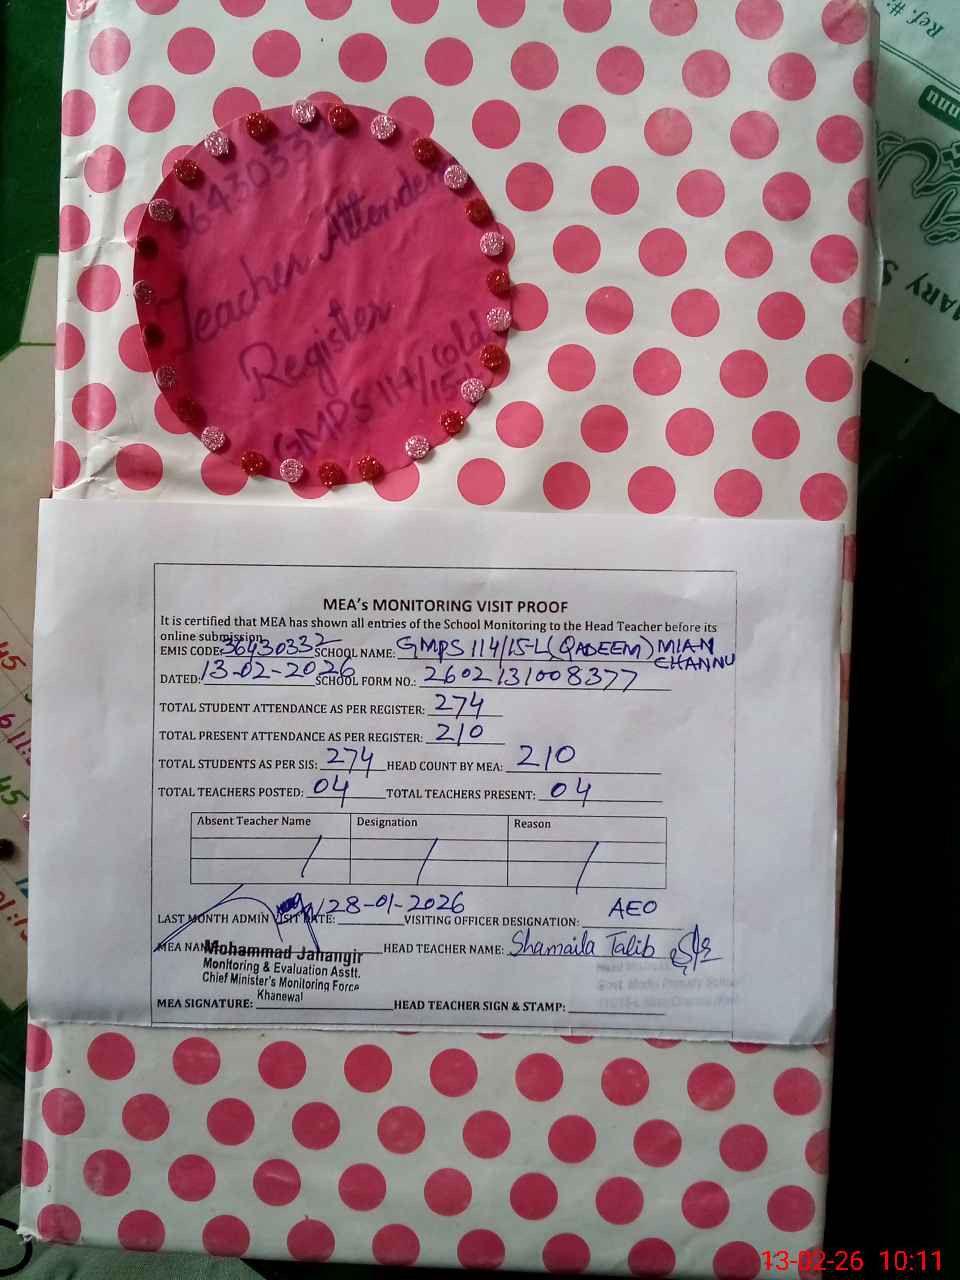 36430332
Teacher Attendence
Register
GMPS 114/
15L
Ref. #:
MEA's MONITORING VISIT PROOF
It is certified that MEA has shown all entries of the School Monitoring to the Head Teacher before its
online submission
EMIS CODE: 36430332 SCHOOL NAME: GMPS 114/15-L (QADEEM) MIAN
CHANNU
DATED: 13-02-2026 SCHOOL FORM NO.: 2602131008377
TOTAL STUDENT ATTENDANCE AS PER REGISTER: 274
TOTAL PRESENT ATTENDANCE AS PER REGISTER: 210
TOTAL STUDENTS AS PER SIS: 274 HEAD COUNT BY MEA: 210
TOTAL TEACHERS POSTED: 04 TOTAL TEACHERS PRESENT: 04
Absent Teacher Name Designation Reason
LAST MONTH ADMIN VISIT DATE: 28-01-2026 VISITING OFFICER DESIGNATION: AEO
MEA NAME Mohammad Jahangir HEAD TEACHER NAME: Shamaila Talib
Monitoring & Evaluation Asstt.
Chief Minister's Monitoring Force
Khanewal
MEA SIGNATURE: HEAD TEACHER SIGN & STAMP:
13-02-26 10:11